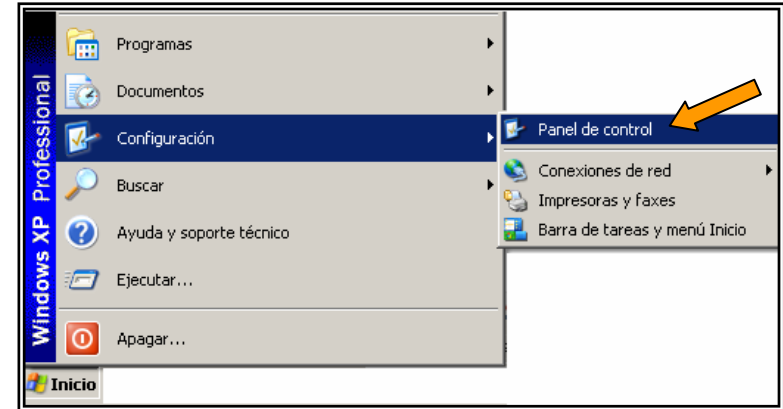 Windows XP Professional
Programas
Documentos
Configuración
Buscar
Ayuda y soporte técnico
Ejecutar...
Apagar...
Inicio
Panel de control
Conexiones de red
Impresoras y faxes
Barra de tareas y menú Inicio